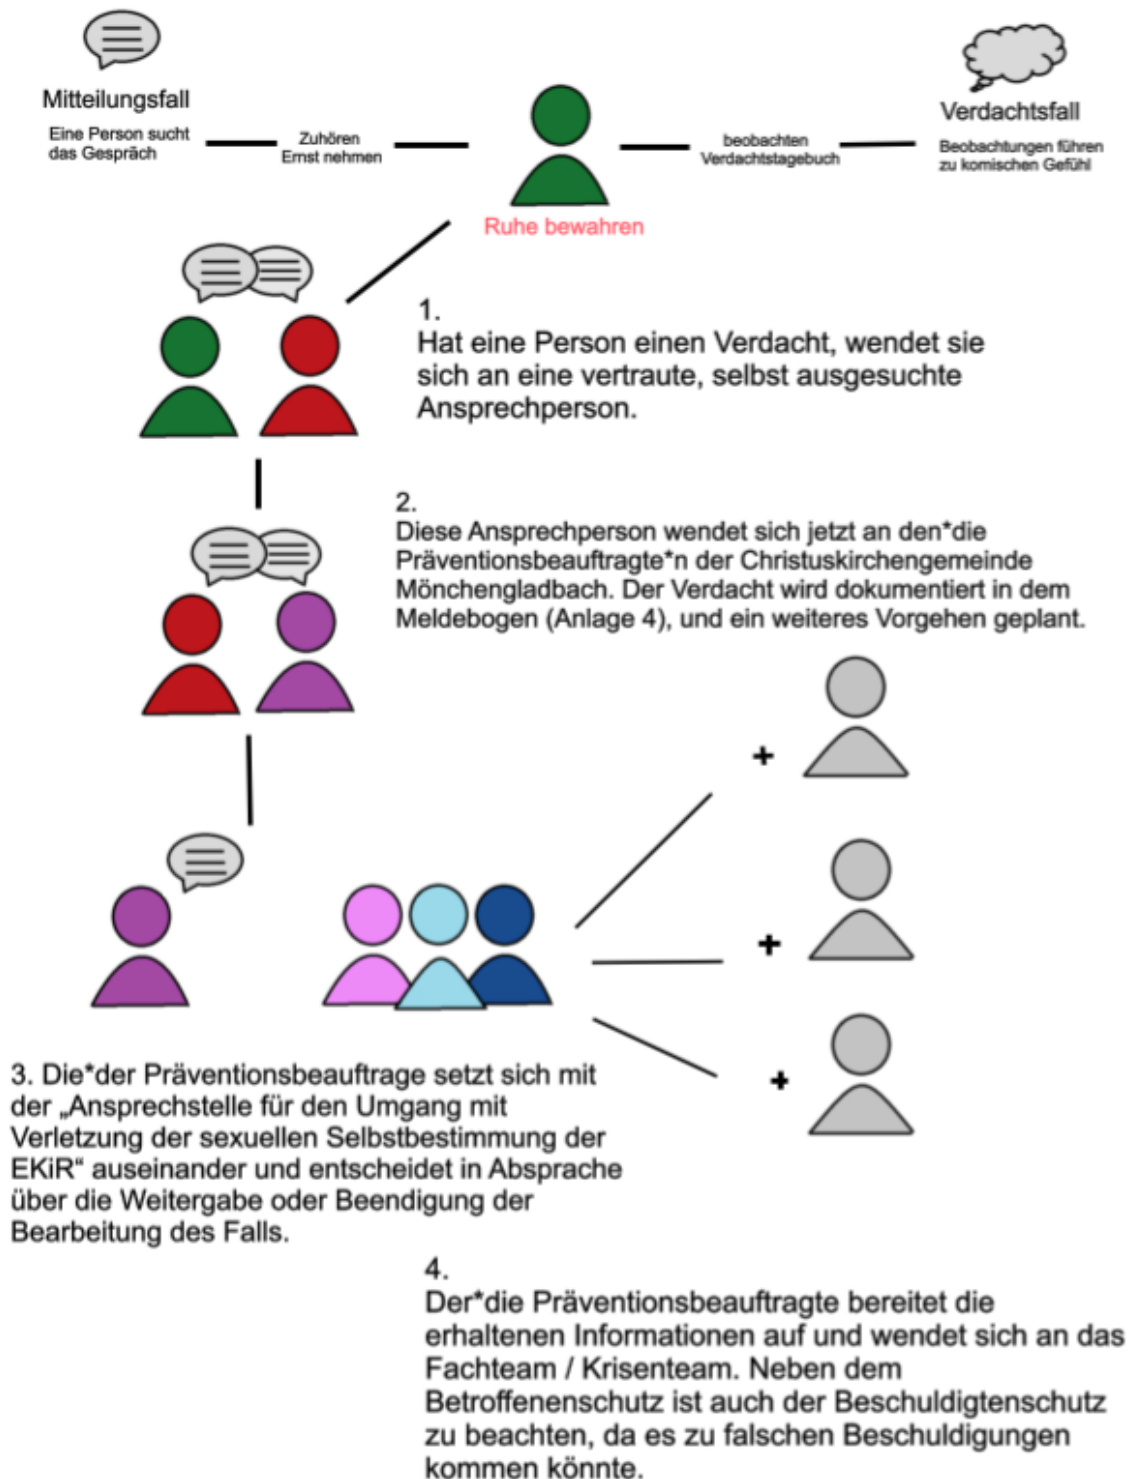 Mitteilungsfall
Eine Person sucht
das Gespräch
Zuhören
Ernst nehmen
beobachten
Verdachtstagebuch
Verdachtsfall
Beobachtungen führen
zu komischen Gefühl
Ruhe bewahren
1.
Hat eine Person einen Verdacht, wendet sie
sich an eine vertraute, selbst ausgesuchte
Ansprechperson.
2.
Diese Ansprechperson wendet sich jetzt an den*die
Präventionsbeauftragte*n der Christuskirchengemeinde
Mönchengladbach. Der Verdacht wird dokumentiert in dem
Meldebogen (Anlage 4), und ein weiteres Vorgehen geplant.
+
+
+
3. Die*der Präventionsbeauftrage setzt sich mit
der „Ansprechstelle für den Umgang mit
Verletzung der sexuellen Selbstbestimmung der
EKiR“ auseinander und entscheidet in Absprache
über die Weitergabe oder Beendigung der
Bearbeitung des Falls.
4.
Der*die Präventionsbeauftragte bereitet die
erhaltenen Informationen auf und wendet sich an das
Fachteam / Krisenteam. Neben dem
Betroffenenschutz ist auch der Beschuldigtenschutz
zu beachten, da es zu falschen Beschuldigungen
kommen könnte.